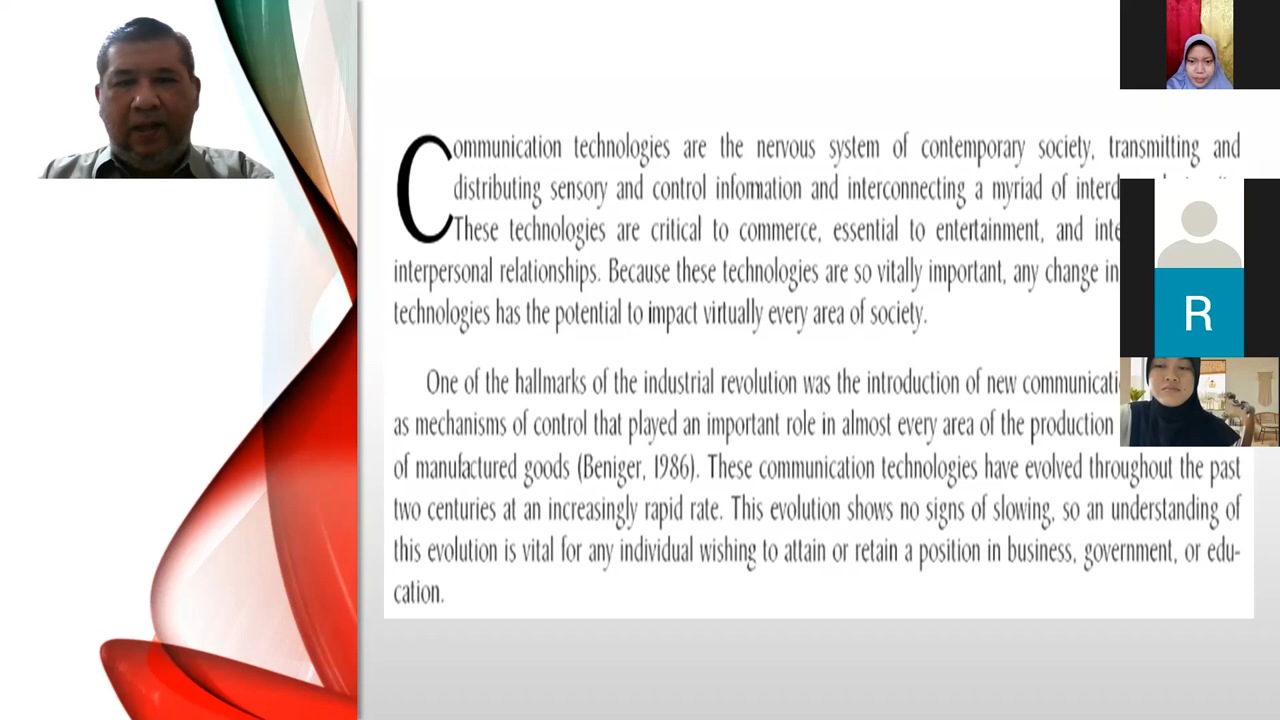 Communication technologies are the nervous system of contemporary society, transmitting and
distributing sensory and control information and interconnecting a myriad of
These technologies are critical to commerce, essential to entertainment, and
interpersonal relationships. Because these technologies are so vitally important, any change in
technologies has the potential to impact virtually every area of society.
One of the hallmarks of the industrial revolution was the introduction of new
as mechanisms of control that played an important role in almost every area of the production
of manufactured goods (Beniger, 1986). These communication technologies have evolved throughout the past
two centuries at an increasingly rapid rate. This evolution shows no signs of slowing, so an understanding of
this evolution is vital for any individual wishing to attain or retain a position in business, government, or edu-
cation.
R